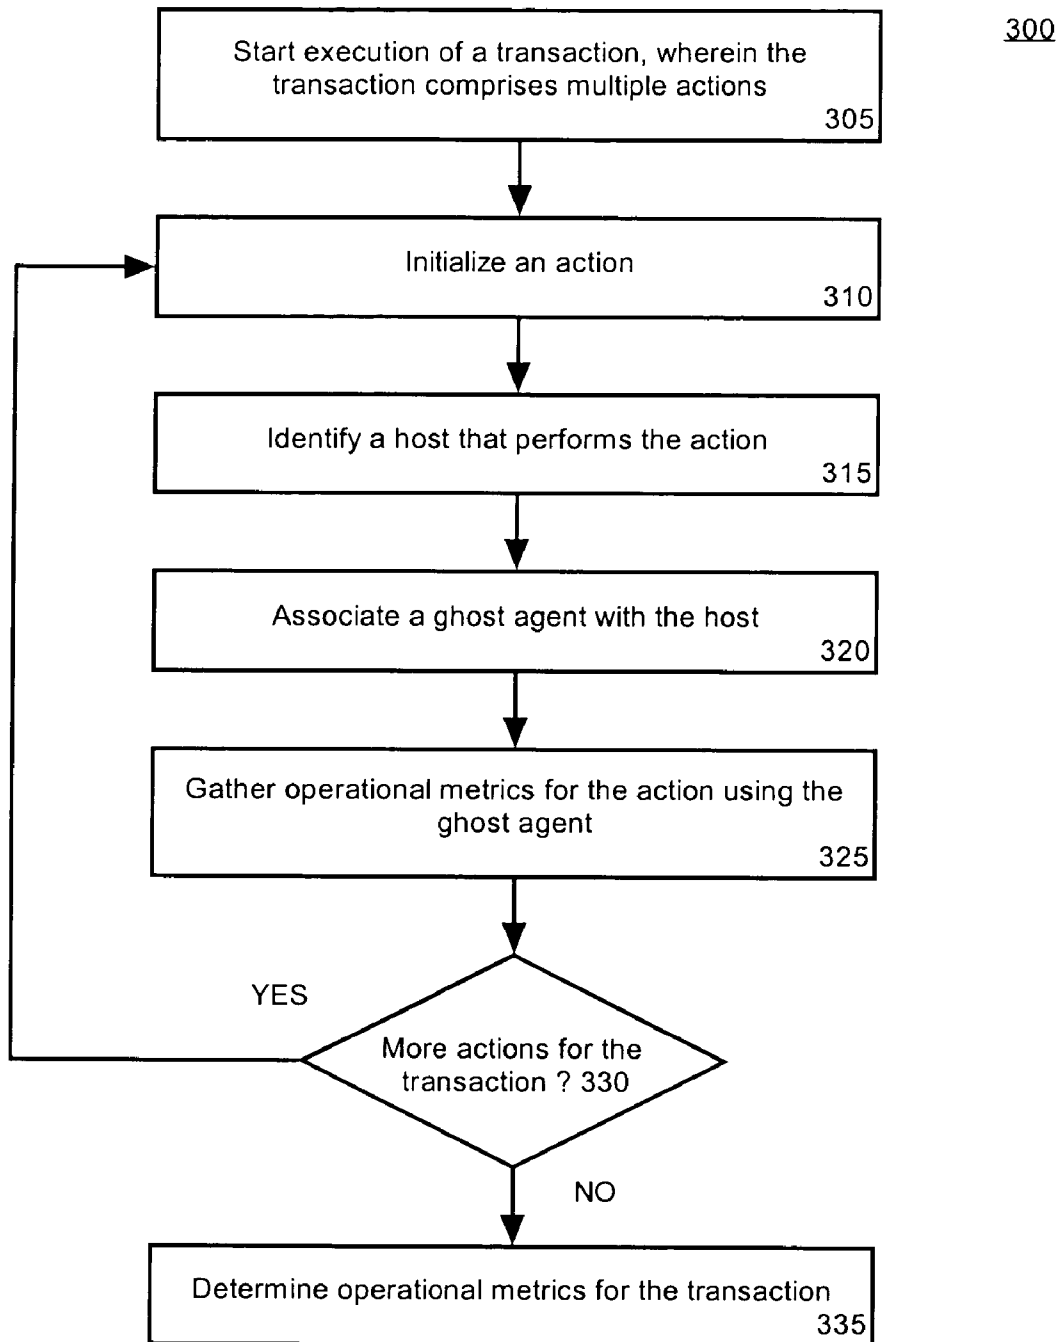 300
Start execution of a transaction, wherein the
transaction comprises multiple actions
305
Initialize an action
310
Identify a host that performs the action
315
Associate a ghost agent with the host
320
Gather operational metrics for the action using the
ghost agent
325
YES
More actions for the
transaction ? 330
NO
Determine operational metrics for the transaction
335